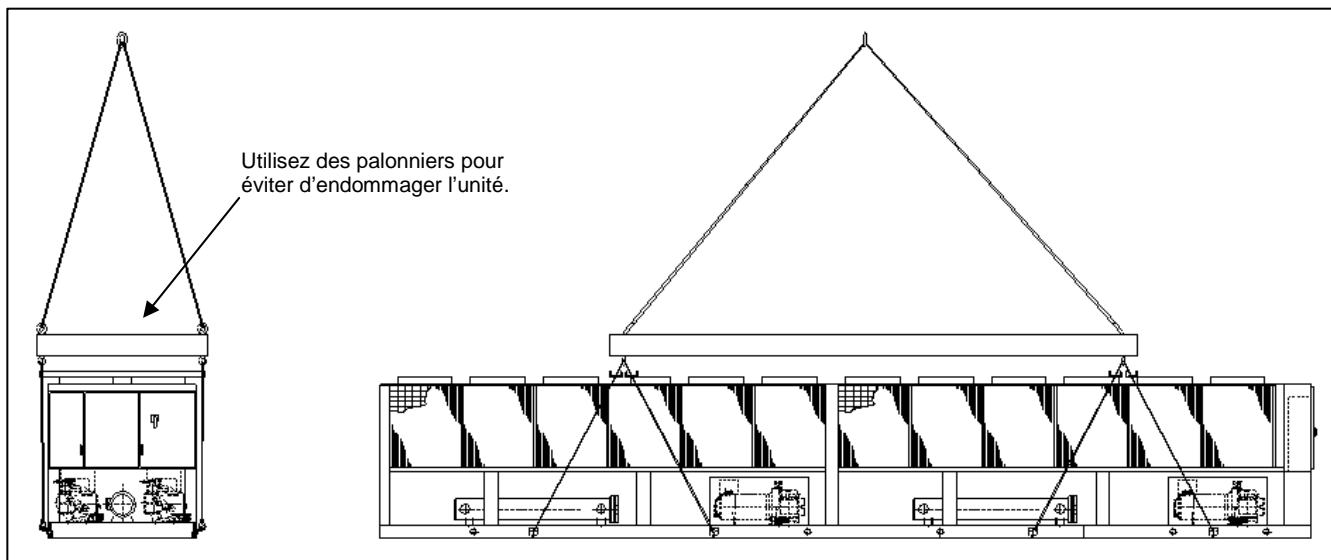 Utilisez des palonniers pour
éviter d’endommager l’unité.